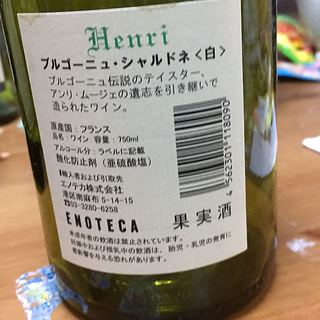 Henri
ブルゴーニュ・シャルドネ<白>
ブルゴーニュ伝説のテイスター、
アンリ・ムージェの遺志を引き継いで
造られたワイン。
原産国：フランス
品名：ワイン 容量：750ml
アルコール分：ラベルに記載
酸化防止剤（亜硫酸塩）
輸入者および引取先
エノテカ株式会社
港区南麻布 5-14-15
☎03-3280-6258
ENOTECA
果実酒
4562301118090
未成年者の飲酒は禁止されています。
妊娠中および授乳中の飲酒は、胎児・乳児の発育に
悪影響を与える恐れがあります。